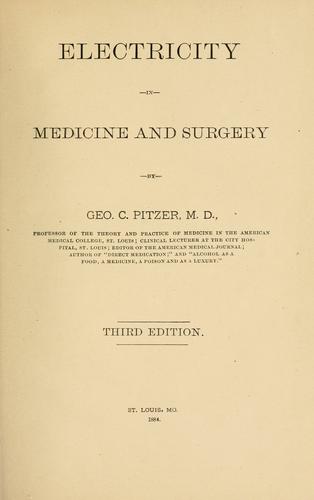 ELECTRICITY
—IN—
MEDICINE AND SURGERY
—BY—
GEO. C. PITZER, M. D.,
PROFESSOR OF THE THEORY AND PRACTICE OF MEDICINE IN THE AMERICAN
MEDICAL COLLEGE, ST. LOUIS; CLINICAL LECTURER AT THE CITY HOS-
PITAL, ST. LOUIS; EDITOR OF THE AMERICAN MEDICAL JOURNAL;
AUTHOR OF "DIRECT MEDICATION;" AND "ALCOHOL AS A
FOOD, A MEDICINE, A POISON AND AS A LUXURY."
THIRD EDITION.
ST. LOUIS, MO.
1884.